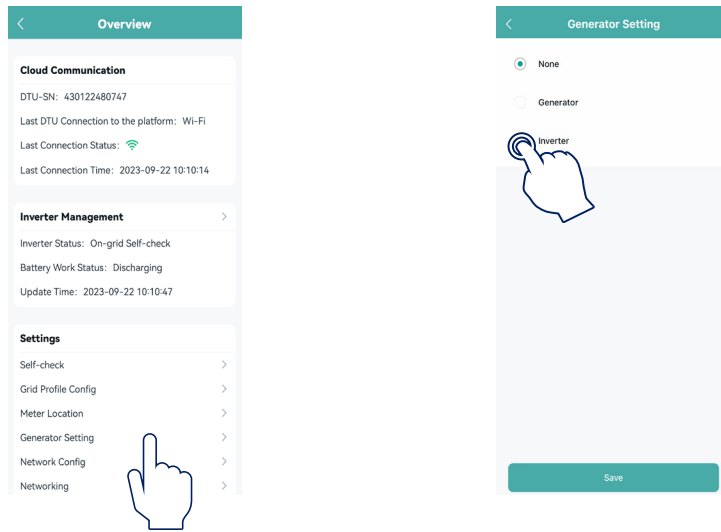 Overview
Cloud Communication
DTU-SN: 430122480747
Last DTU Connection to the platform: Wi-Fi
Last Connection Status:
Last Connection Time: 2023-09-22 10:10:14
Inverter Management
Inverter Status: On-grid Self-check
Battery Work Status: Discharging
Update Time: 2023-09-22 10:10:47
Settings
Self-check
Grid Profile Config
Meter Location
Generator Setting
Network Config
Networking
Generator Setting
None
Generator
Inverter
Save